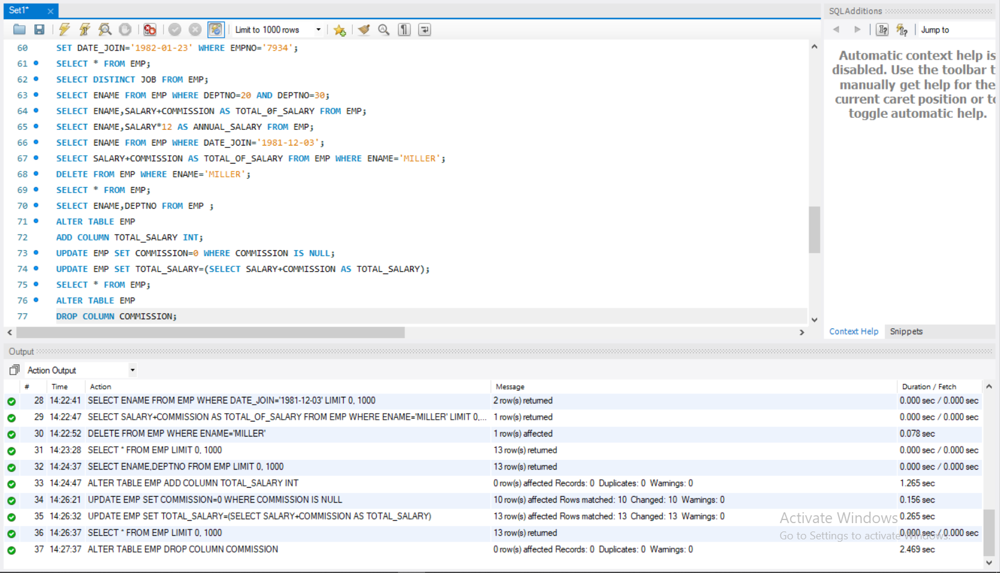 Set1* ×
SQLAdditions
Limit to 1000 rows
Jump to
60 SET DATE_JOIN='1982-01-23' WHERE EMPNO='7934';
61 SELECT * FROM EMP;
62 SELECT DISTINCT JOB FROM EMP;
63 SELECT ENAME FROM EMP WHERE DEPTNO=20 AND DEPTNO=30;
64 SELECT ENAME,SALARY+COMMISSION AS TOTAL_0F_SALARY FROM EMP;
65 SELECT ENAME,SALARY*12 AS ANNUAL_SALARY FROM EMP;
66 SELECT ENAME FROM EMP WHERE DATE_JOIN='1981-12-03';
67 SELECT SALARY+COMMISSION AS TOTAL_OF_SALARY FROM EMP WHERE ENAME='MILLER';
68 DELETE FROM EMP WHERE ENAME='MILLER';
69 SELECT * FROM EMP;
70 SELECT ENAME,DEPTNO FROM EMP ;
71 ALTER TABLE EMP
72 ADD COLUMN TOTAL_SALARY INT;
73 UPDATE EMP SET COMMISSION=0 WHERE COMMISSION IS NULL;
74 UPDATE EMP SET TOTAL_SALARY=(SELECT SALARY+COMMISSION AS TOTAL_SALARY);
75 SELECT * FROM EMP;
76 ALTER TABLE EMP
77 DROP COLUMN COMMISSION;
Automatic context help is
disabled. Use the toolbar t
manually get help for the
current caret position or to
toggle automatic help.
Context Help Snippets
Output
Action Output
# Time Action Message Duration / Fetch
28 14:22:41 SELECT ENAME FROM EMP WHERE DATE_JOIN='1981-12-03' LIMIT 0, 1000 2 row(s) returned 0.000 sec / 0.000 sec
29 14:22:47 SELECT SALARY+COMMISSION AS TOTAL_OF_SALARY FROM EMP WHERE ENAME='MILLER' LIMIT 0,... 1 row(s) returned 0.000 sec / 0.000 sec
30 14:22:52 DELETE FROM EMP WHERE ENAME='MILLER' 1 row(s) affected 0.078 sec
31 14:23:28 SELECT * FROM EMP LIMIT 0, 1000 13 row(s) returned 0.000 sec / 0.000 sec
32 14:24:37 SELECT ENAME,DEPTNO FROM EMP LIMIT 0, 1000 13 row(s) returned 0.000 sec / 0.000 sec
33 14:24:47 ALTER TABLE EMP ADD COLUMN TOTAL_SALARY INT 0 row(s) affected Records: 0 Duplicates: 0 Warnings: 0 1.265 sec
34 14:26:21 UPDATE EMP SET COMMISSION=0 WHERE COMMISSION IS NULL 10 row(s) affected Rows matched: 10 Changed: 10 Warnings: 0 0.156 sec
35 14:26:32 UPDATE EMP SET TOTAL_SALARY=(SELECT SALARY+COMMISSION AS TOTAL_SALARY) 13 row(s) affected Rows matched: 13 Changed: 13 Warnings: 0 0.265 sec
36 14:26:37 SELECT * FROM EMP LIMIT 0, 1000 13 row(s) returned 0.000 sec / 0.000 sec
37 14:27:37 ALTER TABLE EMP DROP COLUMN COMMISSION 0 row(s) affected Records: 0 Duplicates: 0 Warnings: 0 2.469 sec
Activate Windows
Go to Settings to activate Windows.